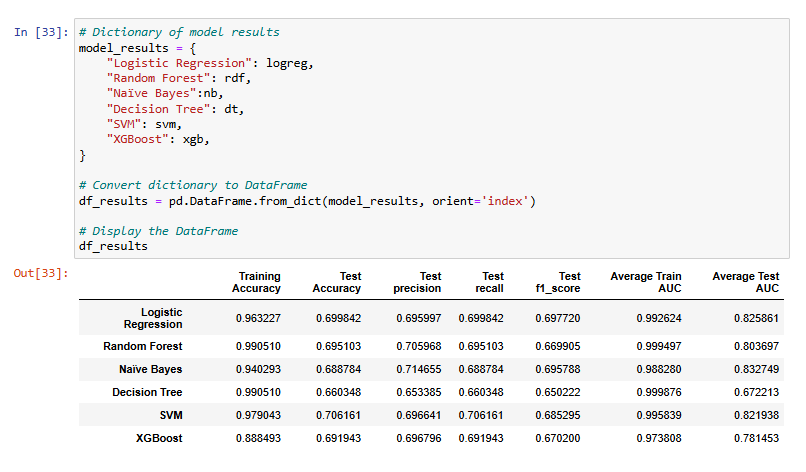 In [33]:
# Dictionary of model results
model_results = {
"Logistic Regression": logreg,
"Random Forest": rdf,
"Naïve Bayes":nb,
"Decision Tree": dt,
"SVM": svm,
"XGBoost": xgb,
}
# Convert dictionary to DataFrame
df_results = pd.DataFrame.from_dict(model_results, orient='index')
# Display the DataFrame
df_results
Out[33]:
Training Test Test Test Test Average Train Average Test
Accuracy Accuracy precision recall f1_score AUC AUC
Logistic
Regression 0.963227 0.699842 0.695997 0.699842 0.697720 0.992624 0.825861
Random Forest 0.990510 0.695103 0.705968 0.695103 0.669905 0.999497 0.803697
Naïve Bayes 0.940293 0.688784 0.714655 0.688784 0.695788 0.988280 0.832749
Decision Tree 0.990510 0.660348 0.653385 0.660348 0.650222 0.999876 0.672213
SVM 0.979043 0.706161 0.696641 0.706161 0.685295 0.995839 0.821938
XGBoost 0.888493 0.691943 0.696796 0.691943 0.670200 0.973808 0.781453